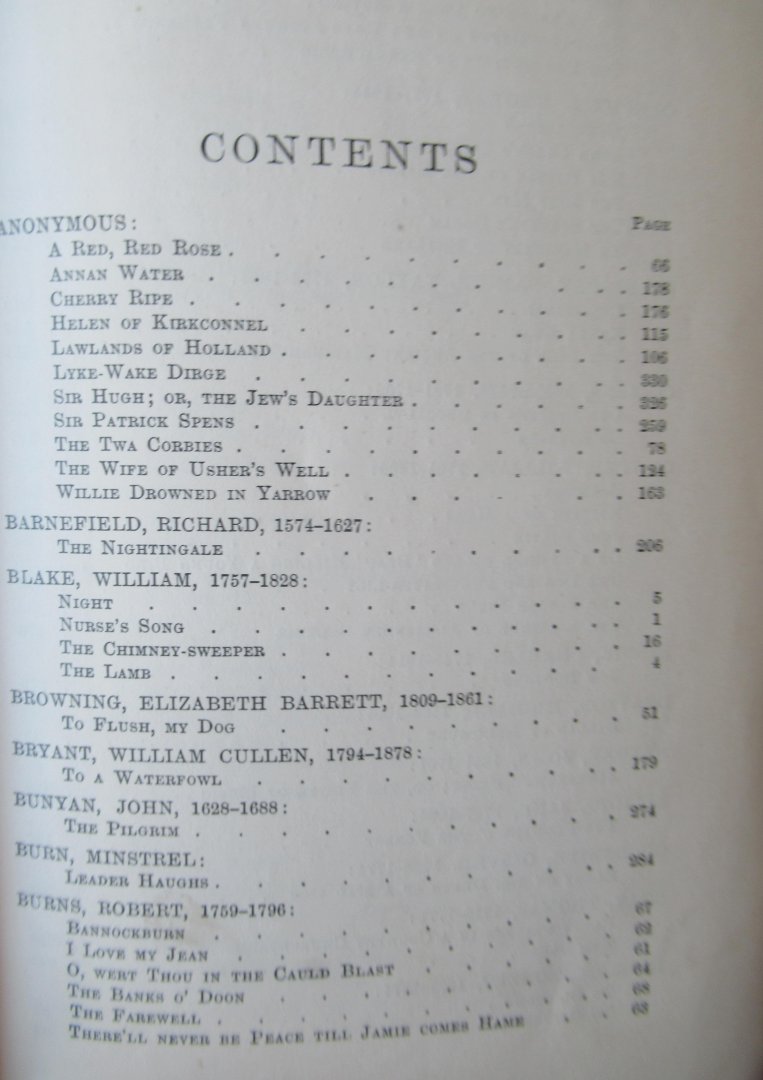 CONTENTS
ANONYMOUS: Page
A Red, Red Rose 66
Annan Water 178
Cherry Ripe 176
Helen of Kirkconnel 115
Lawlands of Holland 106
Lyke-Wake Dirge 330
Sir Hugh; or, the Jew's Daughter 326
Sir Patrick Spens 259
The Twa Corbies 78
The Wife of Usher's Well
Willie Drowned in Yarrow 163
BARNEFIELD, RICHARD, 1574–1627:
The Nightingale 206
BLAKE, WILLIAM, 1757–1828:
Night 5
Nurse's Song 1
The Chimney-sweeper 16
The Lamb 4
BROWNING, ELIZABETH BARRETT, 1809–1861:
To Flush, my Dog 51
BRYANT, WILLIAM CULLEN, 1794–1878:
To a Waterfowl 179
BUNYAN, JOHN, 1628–1688:
The Pilgrim 274
BURN, MINSTREL:
Leader Haughs 284
BURNS, ROBERT, 1759–1796:
Bannockburn 67
I Love my Jean 62
O, wert Thou in the Cauld Blast 61
The Banks o' Doon 64
The Farewell 68
There'll never be Peace till Jamie comes Hame 63